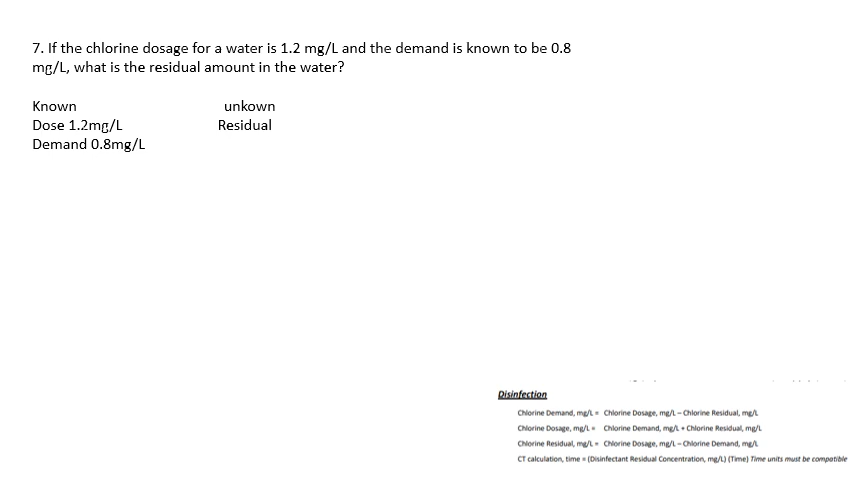 7. If the chlorine dosage for a water is 1.2 mg/L and the demand is known to be 0.8
mg/L, what is the residual amount in the water?
Known unkown
Dose 1.2mg/L Residual
Demand 0.8mg/L
Disinfection
Chlorine Demand, mg/L = Chlorine Dosage, mg/L – Chlorine Residual, mg/L
Chlorine Dosage, mg/L = Chlorine Demand, mg/L + Chlorine Residual, mg/L
Chlorine Residual, mg/L = Chlorine Dosage, mg/L – Chlorine Demand, mg/L
CT calculation, time = (Disinfectant Residual Concentration, mg/L) (Time) Time units must be compatible